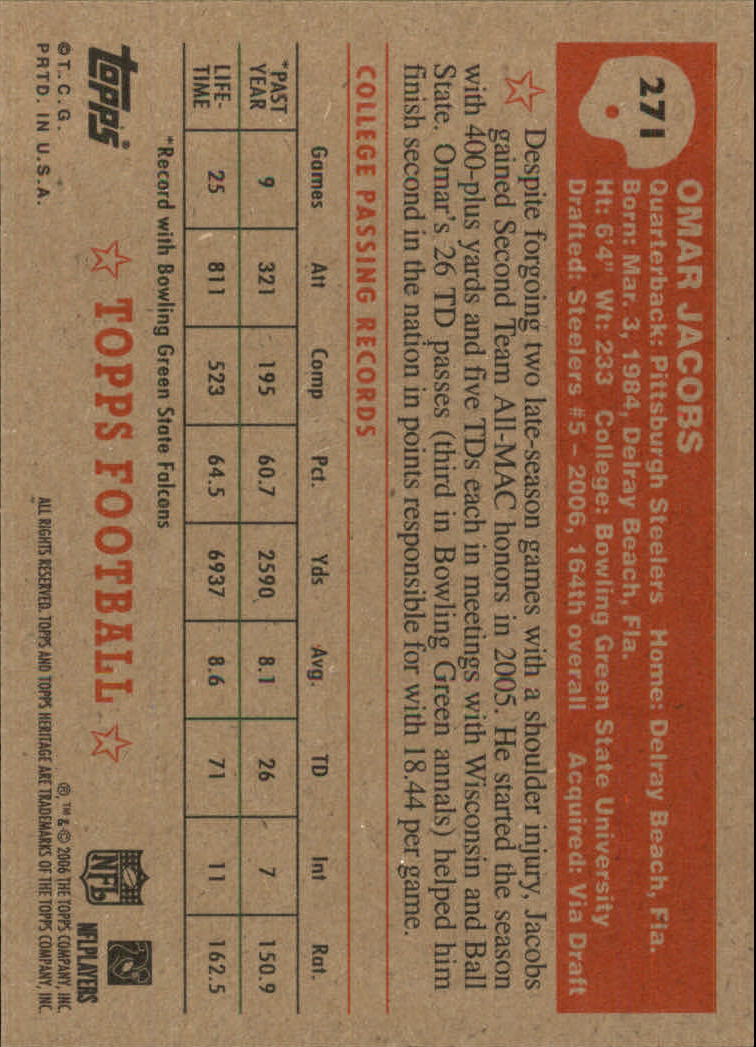 271
OMAR JACOBS
Quarterback: Pittsburgh Steelers Home: Delray Beach, Fla.
Born: Mar. 3, 1984, Delray Beach, Fla.
Ht: 6'4" Wt: 233 College: Bowling Green State University
Drafted: Steelers #5 - 2006, 164th overall Acquired: Via Draft
Despite forgoing two late-season games with a shoulder injury, Jacobs
gained Second Team All-MAC honors in 2005. He started the season
with 400-plus yards and five TDs each in meetings with Wisconsin and Ball
State. Omar's 26 TD passes (third in Bowling Green annals) helped him
finish second in the nation in points responsible for with 18.44 per game.
COLLEGE PASSING RECORDS
Games Att Comp Pct. Yds Avg. TD Int Rat.
*PAST
YEAR 9 321 195 60.7 2590 8.1 26 7 150.9
LIFE-
TIME 25 811 523 64.5 6937 8.6 71 11 162.5
*Record with Bowling Green State Falcons
topps®
© T. C. G.
PRTD. IN U. S. A.
TOPPS FOOTBALL
NFL
NFLPLAYERS
®, ™ & © 2006 THE TOPPS COMPANY, INC.
ALL RIGHTS RESERVED. TOPPS AND TOPPS HERITAGE ARE TRADEMARKS OF THE TOPPS COMPANY, INC.